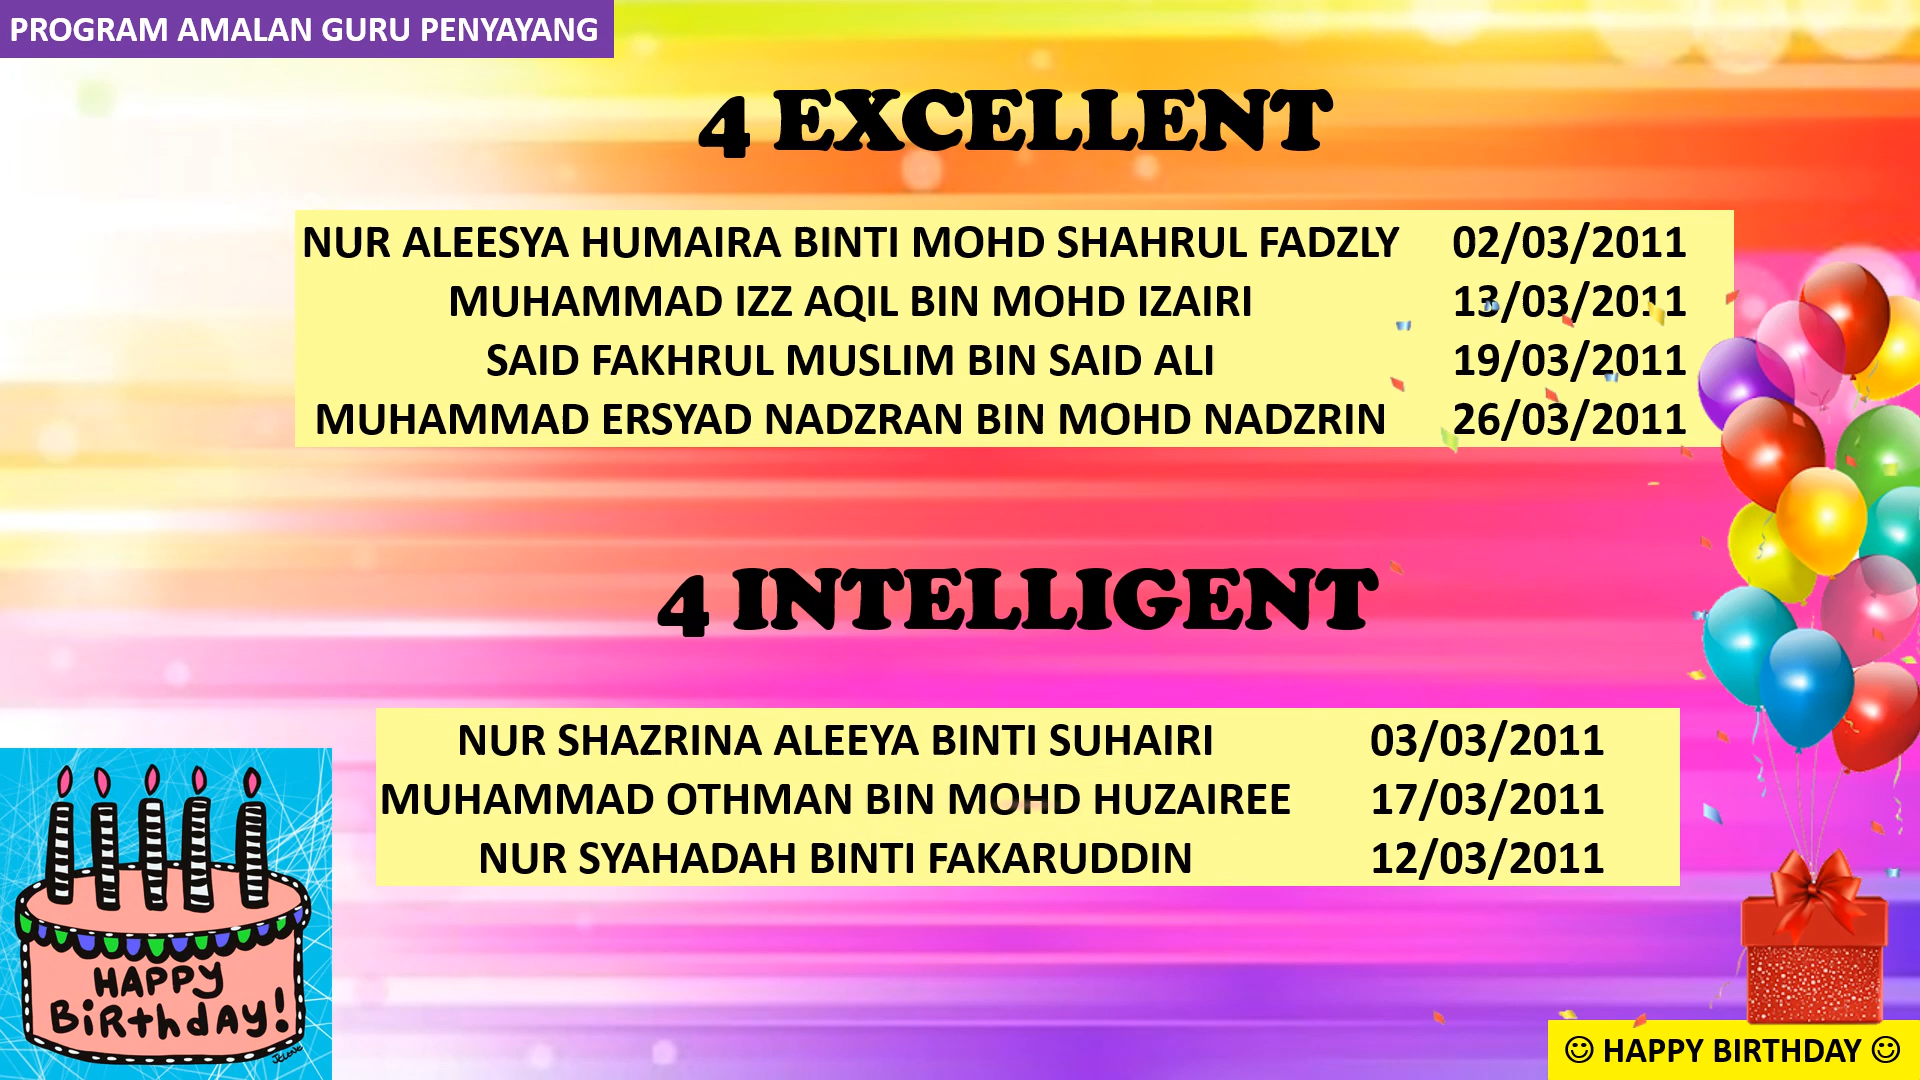 PROGRAM AMALAN GURU PENYAYANG
4 EXCELLENT
NUR ALEESYA HUMAIRA BINTI MOHD SHAHRUL FADZLY 02/03/2011
MUHAMMAD IZZ AQIL BIN MOHD IZAIRI 13/03/2011
SAID FAKHRUL MUSLIM BIN SAID ALI 19/03/2011
MUHAMMAD ERSYAD NADZRAN BIN MOHD NADZRIN 26/03/2011
4 INTELLIGENT
NUR SHAZRINA ALEEYA BINTI SUHAIRI 03/03/2011
MUHAMMAD OTHMAN BIN MOHD HUZAIREE 17/03/2011
NUR SYAHADAH BINTI FAKARUDDIN 12/03/2011
HAPPY
BiRthdAY!
☺ HAPPY BIRTHDAY ☺